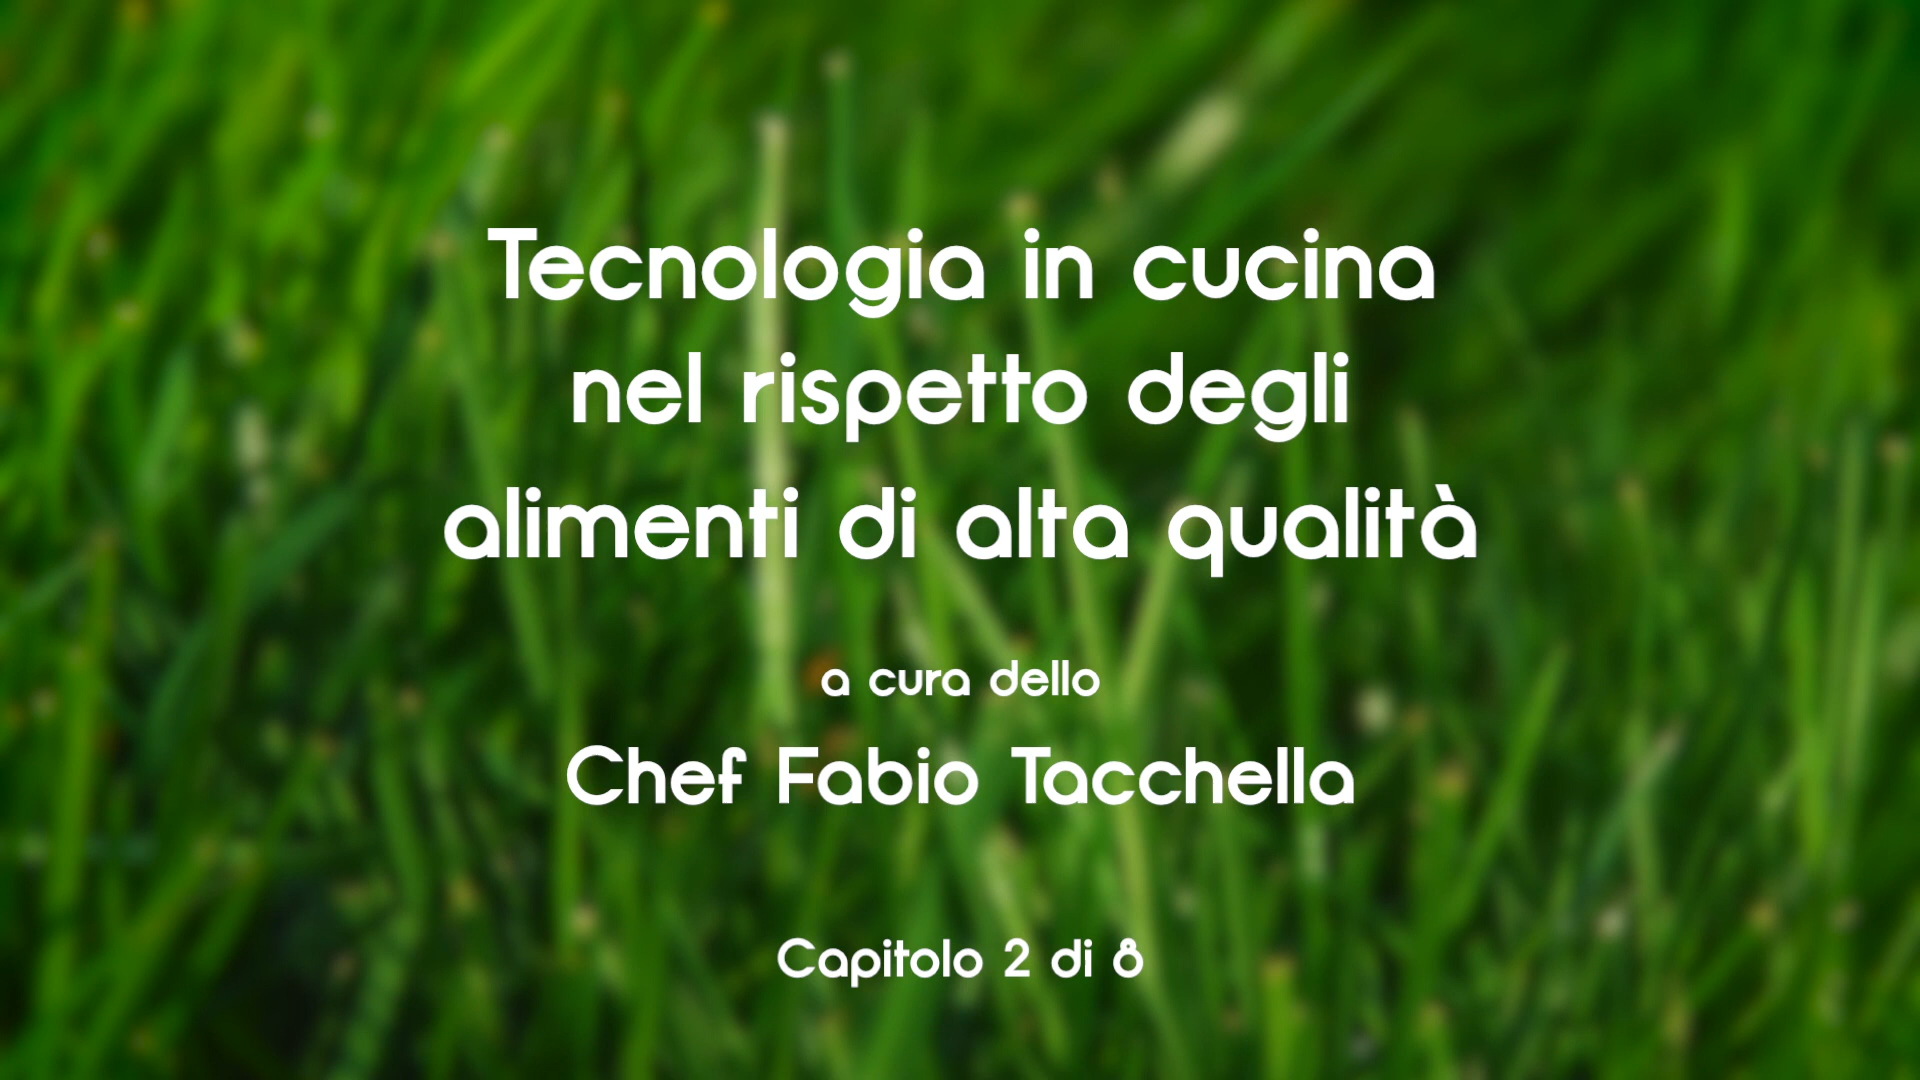 Tecnologia in cucina
nel rispetto degli
alimenti di alta qualità
a cura dello
Chef Fabio Tacchella
Capitolo 2 di 8